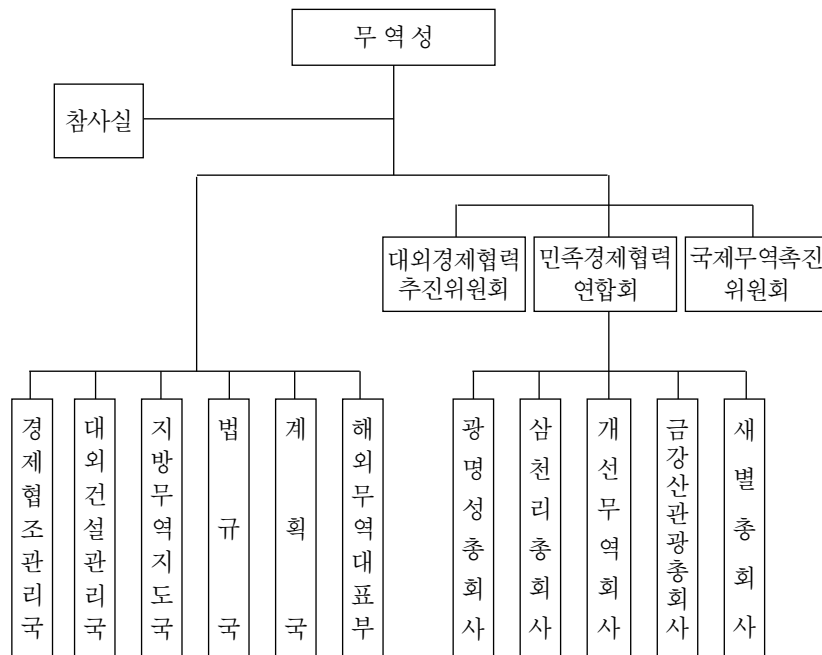 무 역 성
참사실
대외경제협력
추진위원회
민족경제협력
연합회
국제무역촉진
위원회
경제협조관리국
대외건설관리국
지방무역지도국
법규국
계획국
해외무역대표부
광명성총회사
삼천리총회사
개선무역회사
금강산관광총회사
새별총회사